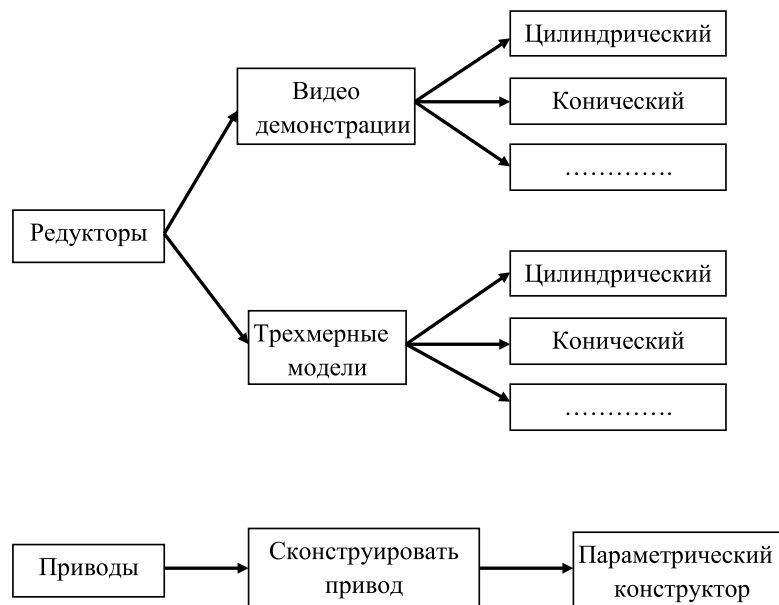 Цилиндрический
Видео
демонстрации
Конический
………….
Редукторы
Цилиндрический
Трехмерные
модели
Конический
………….
Приводы
Сконструировать
привод
Параметрический
конструктор